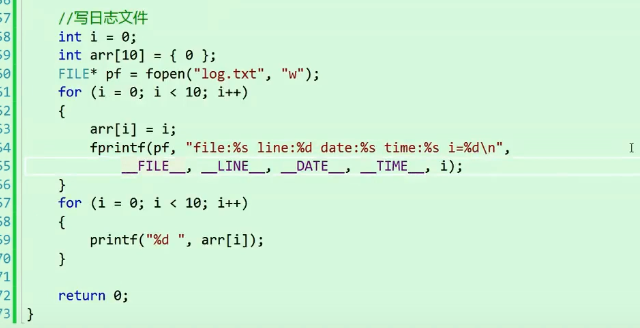 56
57 //写日志文件
58 int i = 0;
59 int arr[10] = { 0 };
60 FILE* pf = fopen("log.txt", "w");
61 for (i = 0; i < 10; i++)
62 {
63 arr[i] = i;
64 fprintf(pf, "file:%s line:%d date:%s time:%s i=%d\n",
65 __FILE__, __LINE__, __DATE__, __TIME__, i);
66 }
67 for (i = 0; i < 10; i++)
68 {
69 printf("%d ", arr[i]);
70 }
71
72 return 0;
73 }